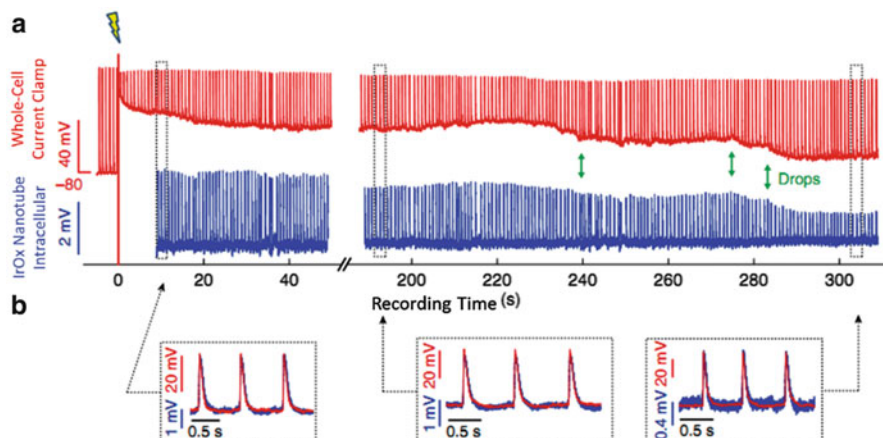 a
Whole-Cell
Current Clamp
40 mV
−80
IrOx Nanotube
Intracellular
2 mV
Drops
0 20 40 200 220 240 260 280 300
Recording Time (s)
b
20 mV
1 mV
0.5 s
20 mV
1 mV
0.5 s
20 mV
0.4 mV
0.5 s